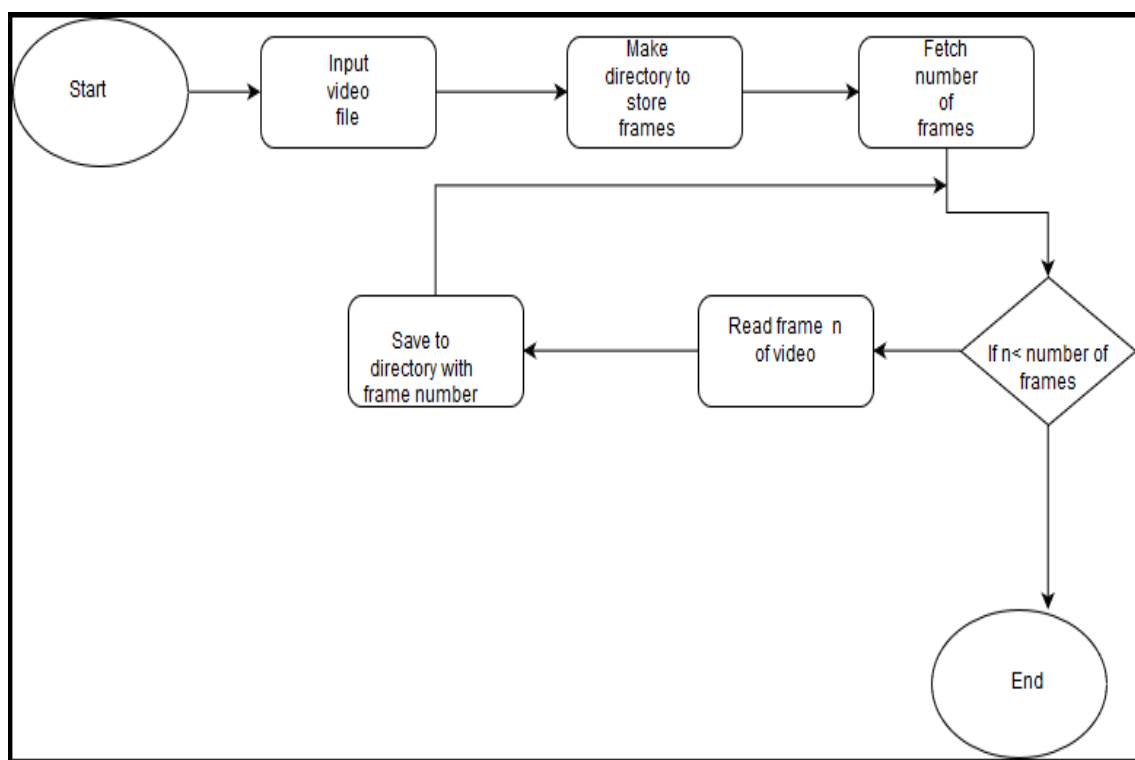 Start
Input
video
file
Make
directory to
store
frames
Fetch
number
of
frames
If n< number of
frames
Read frame n
of video
Save to
directory with
frame number
End